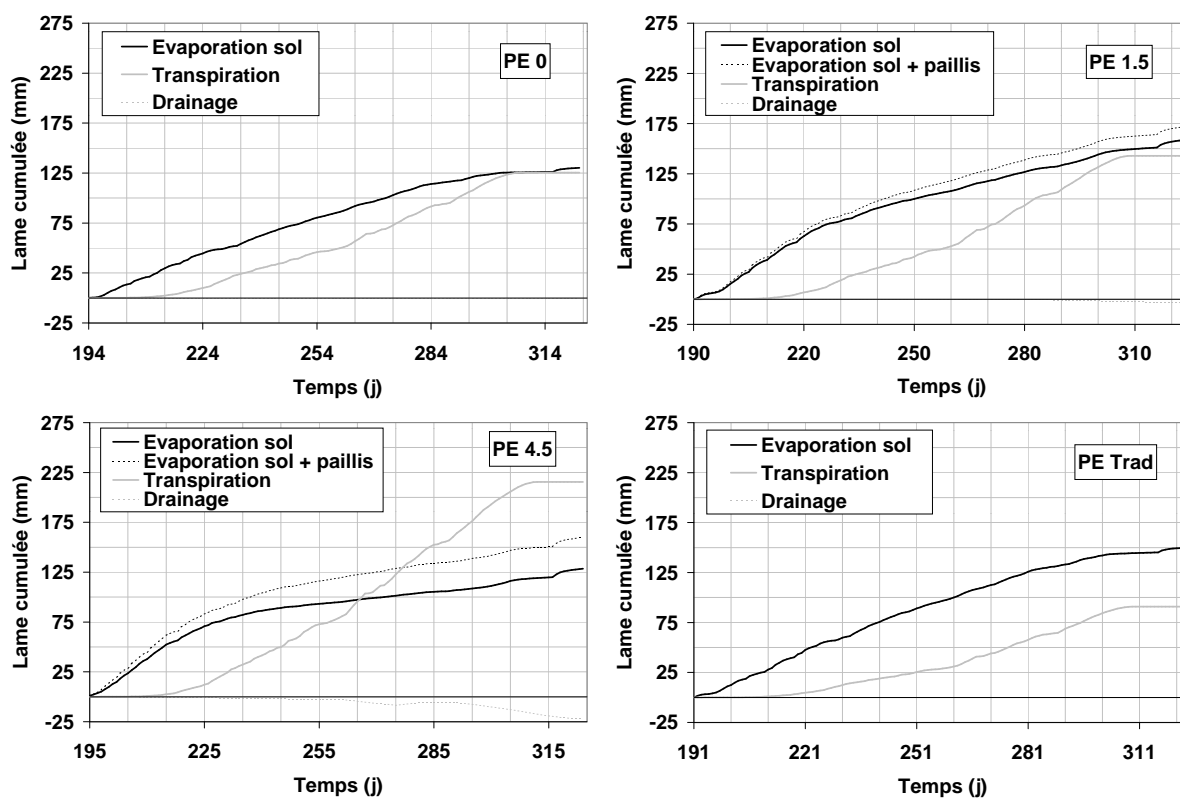 275
225
175
125
75
25
-25
Lame cumulée (mm)
Evaporation sol
Transpiration
Drainage
PE 0
194 224 254 284 314
Temps (j)
275
225
175
125
75
25
-25
Lame cumulée (mm)
Evaporation sol
Evaporation sol + paillis
Transpiration
Drainage
PE 1.5
190 220 250 280 310
Temps (j)
275
225
175
125
75
25
-25
Lame cumulée (mm)
Evaporation sol
Evaporation sol + paillis
Transpiration
Drainage
PE 4.5
195 225 255 285 315
Temps (j)
275
225
175
125
75
25
-25
Lame cumulée (mm)
Evaporation sol
Transpiration
Drainage
PE Trad
191 221 251 281 311
Temps (j)